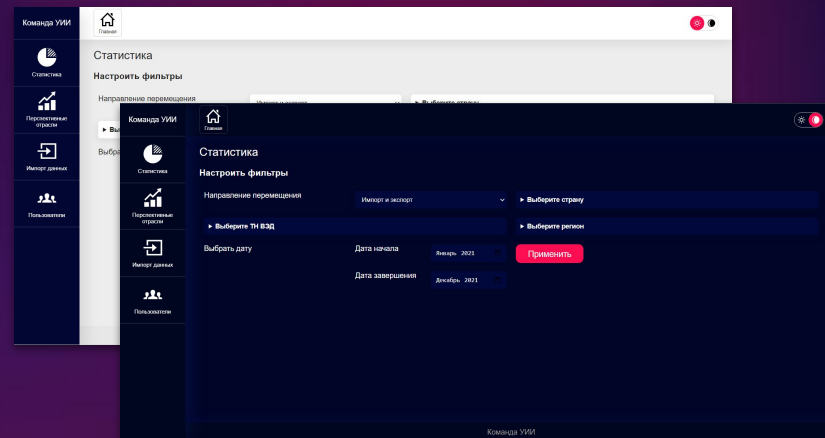 Команда УИИ
Главная
Статистика
Статистика
Настроить фильтры
Направление перемещения
Перспективные
отрасли
Импорт данных
Пользователи
Команда УИИ
Главная
Статистика
Статистика
Настроить фильтры
Направление перемещения
Импорт и экспорт
▸ Выберите страну
Перспективные
отрасли
▸ Выберите ТН ВЭД
▸ Выберите регион
Выбрать дату
Дата начала
Январь 2021
Применить
Импорт данных
Дата завершения
Декабрь 2021
Пользователи
Команда УИИ